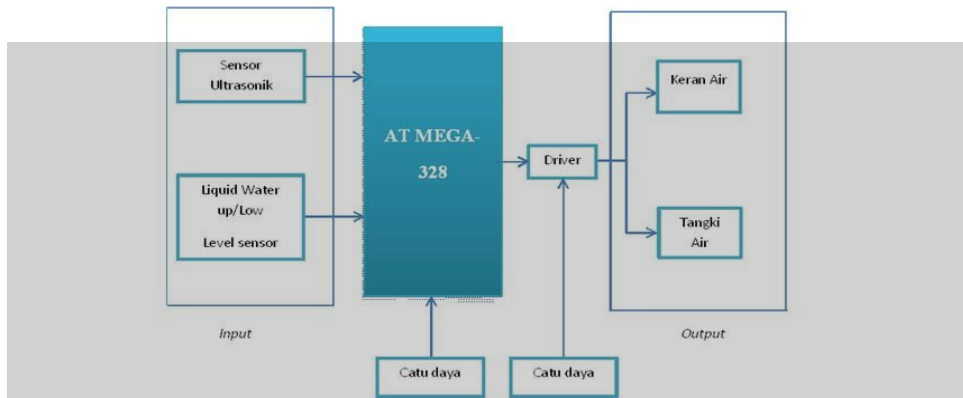 Sensor
Ultrasonik
Liquid Water
up/Low
Level sensor
Input
AT MEGA-
328
Driver
Keran Air
Tangki
Air
Output
Catu daya
Catu daya